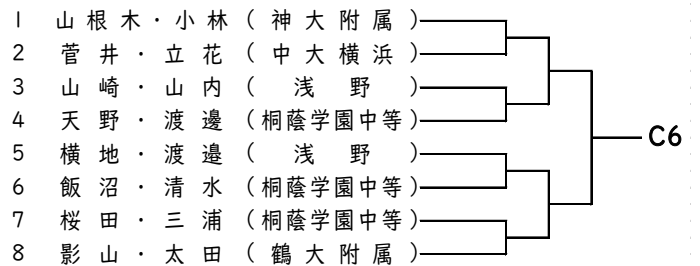 1 山根木・小林（神大附属）
2 菅井・立花（中大横浜）
3 山崎・山内（浅野）
4 天野・渡邊（桐蔭学園中等）
C6
5 横地・渡邉（浅野）
6 飯沼・清水（桐蔭学園中等）
7 桜田・三浦（桐蔭学園中等）
8 影山・太田（鶴大附属）